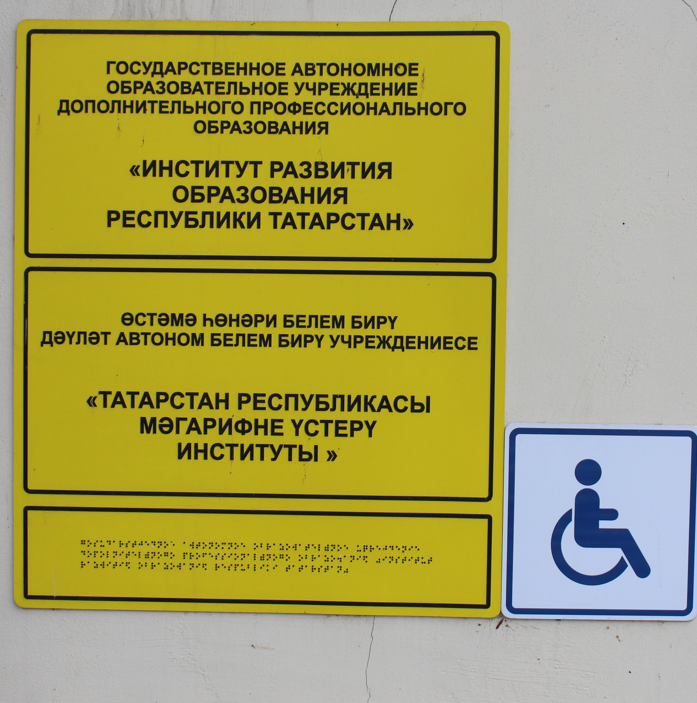 ГОСУДАРСТВЕННОЕ АВТОНОМНОЕ
ОБРАЗОВАТЕЛЬНОЕ УЧРЕЖДЕНИЕ
ДОПОЛНИТЕЛЬНОГО ПРОФЕССИОНАЛЬНОГО
ОБРАЗОВАНИЯ
«ИНСТИТУТ РАЗВИТИЯ
ОБРАЗОВАНИЯ
РЕСПУБЛИКИ ТАТАРСТАН»
ӨСТӘМӘ ҺӨНӘРИ БЕЛЕМ БИРҮ
ДӘҮЛӘТ АВТОНОМ БЕЛЕМ БИРҮ УЧРЕЖДЕНИЕСЕ
«ТАТАРСТАН РЕСПУБЛИКАСЫ
МӘГАРИФНЕ ҮСТЕРҮ
ИНСТИТУТЫ »